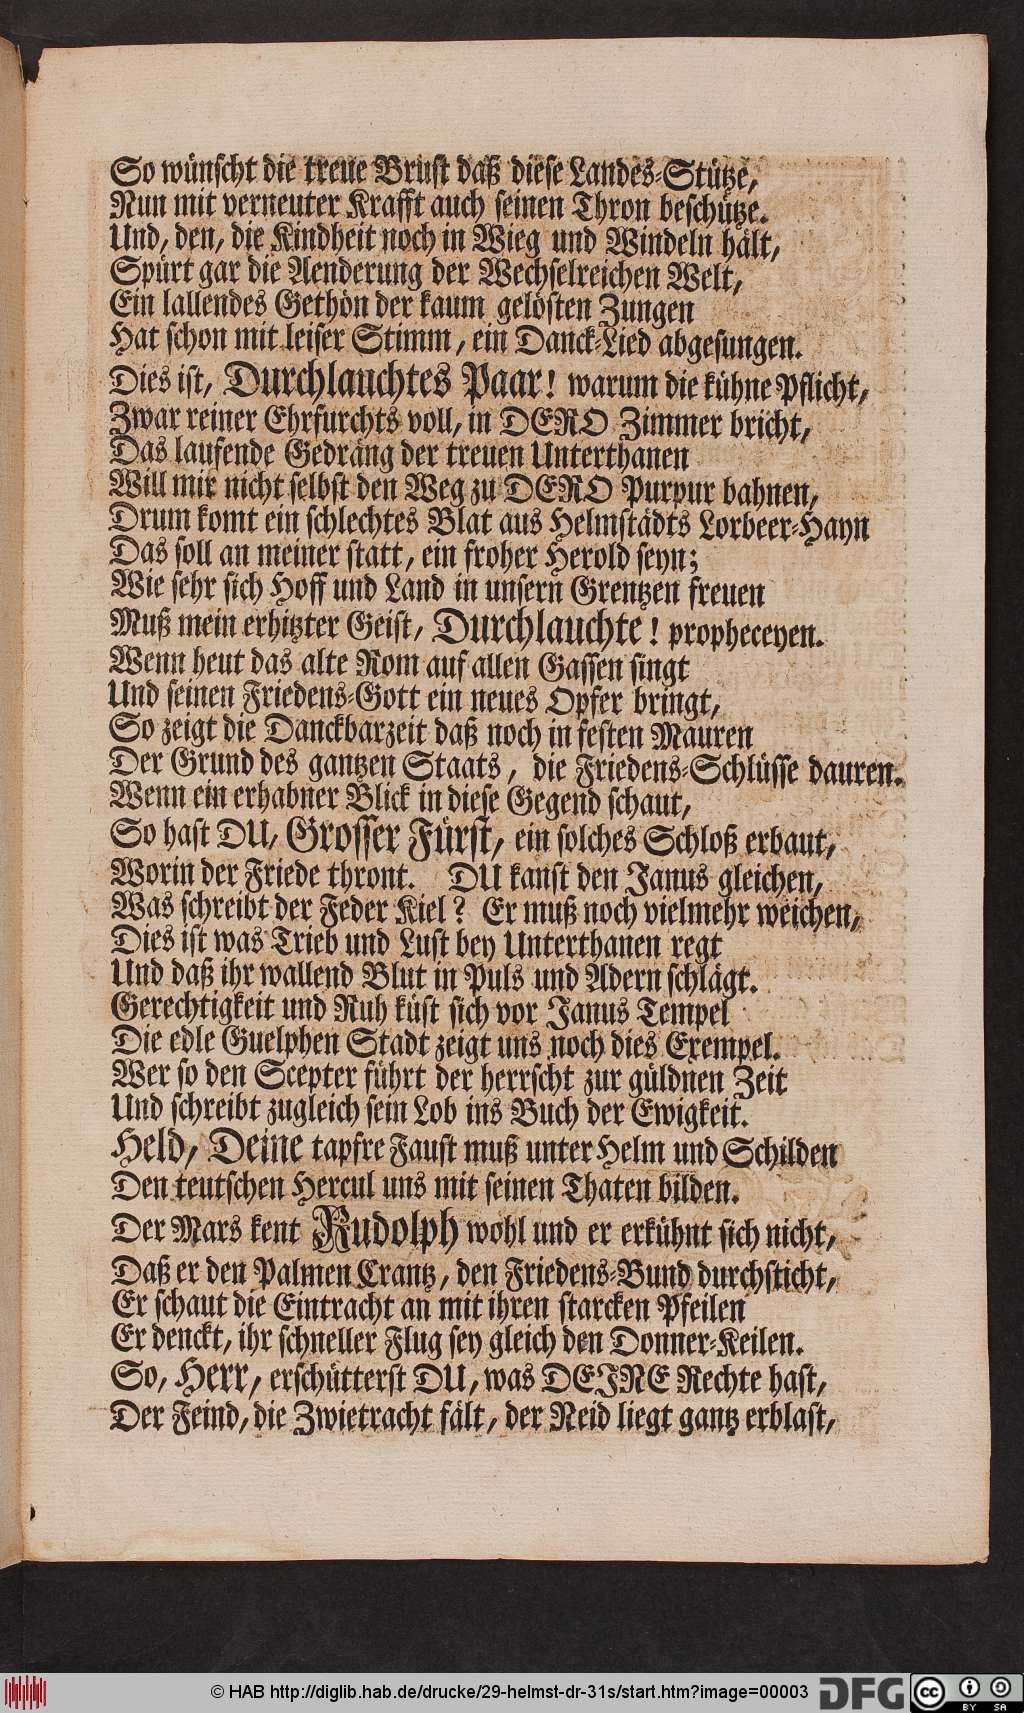 So wünscht die treue Brust daß diese Landes-Stütze,
Nun mit verneuter Krafft auch seinen Thron beschütze.
Und, den, die Kindheit noch in Wieg und Windeln hält,
Spürt gar die Aenderung der Wechselreichen Welt,
Ein lallendes Gethön der kaum gelösten Zungen
Hat schon mit leiser Stimm, ein Danck-Lied abgesungen.
Dies ist, Durchlauchtes Paar! warum die kühne Pflicht,
Zwar reiner Ehrfurchts voll, in DERO Zimmer bricht,
Das laufende Gedräng der treuen Unterthanen
Will mir nicht selbst den Weg zu DERO Purpur bahnen,
Drum komt ein schlechtes Blat aus Helmstädts Lorbeer-Hayn
Das soll an meiner statt, ein froher Herold seyn;
Wie sehr sich Hoff und Land in unsern Grentzen freuen
Muß mein erhitzter Geist, Durchlauchte! propheceyen.
Wenn heut das alte Rom auf allen Gassen singt
Und seinen Friedens-Gott ein neues Opfer bringt,
So zeigt die Danckbarzeit daß noch in festen Mauren
Der Grund des gantzen Staats, die Friedens-Schlüsse dauren.
Wenn ein erhabner Blick in diese Gegend schaut,
So hast DU, Grosser Fürst, ein solches Schloß erbaut,
Worin der Friede thront. DU kanst den Janus gleichen,
Was schreibt der Feder Kiel? Er muß noch vielmehr weichen,
Dies ist was Trieb und Lust bey Unterthanen regt
Und daß ihr wallend Blut in Puls und Adern schlägt.
Gerechtigkeit und Ruh küst sich vor Janus Tempel
Die edle Guelphen Stadt zeigt uns noch dies Exempel.
Wer so den Scepter führt der herrscht zur güldnen Zeit
Und schreibt zugleich sein Lob ins Buch der Ewigkeit.
Held, Deine tapfre Faust muß unter Helm und Schilden
Den teutschen Hercul uns mit seinen Thaten bilden.
Der Mars kent Rudolph wohl und er erkühnt sich nicht,
Daß er den Palmen Crantz, den Friedens-Bund durchsticht,
Er schaut die Eintracht an mit ihren starcken Pfeilen
Er denckt, ihr schneller Flug sey gleich den Donner-Keilen.
So, Herr, erschütterst DU, was DEINE Rechte hast,
Der Feind, die Zwietracht fält, der Neid liegt gantz erblast,
© HAB http://diglib.hab.de/drucke/29-helmst-dr-31s/start.htm?image=00003
DFG cc BY SA